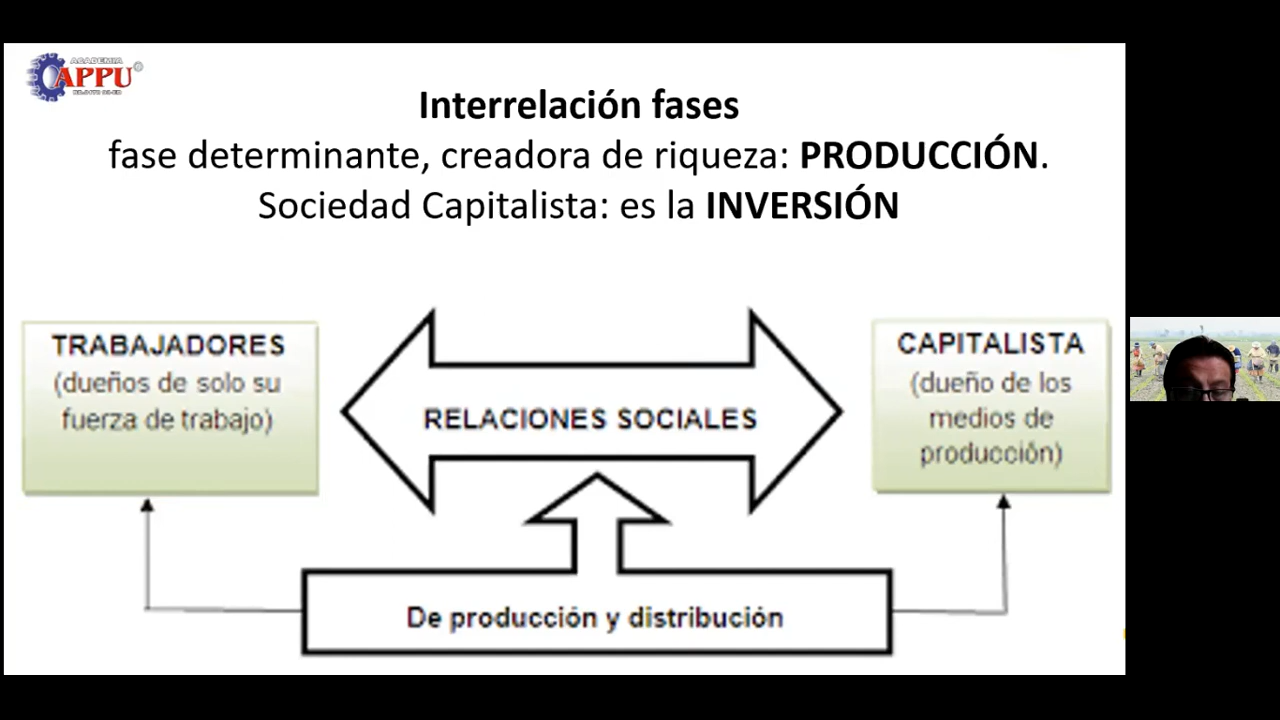 ACADEMIA
APPU
Interrelación fases
fase determinante, creadora de riqueza: PRODUCCIÓN.
Sociedad Capitalista: es la INVERSIÓN
TRABAJADORES
(dueños de solo su
fuerza de trabajo)
RELACIONES SOCIALES
CAPITALISTA
(dueño de los
medios de
producción)
De producción y distribución